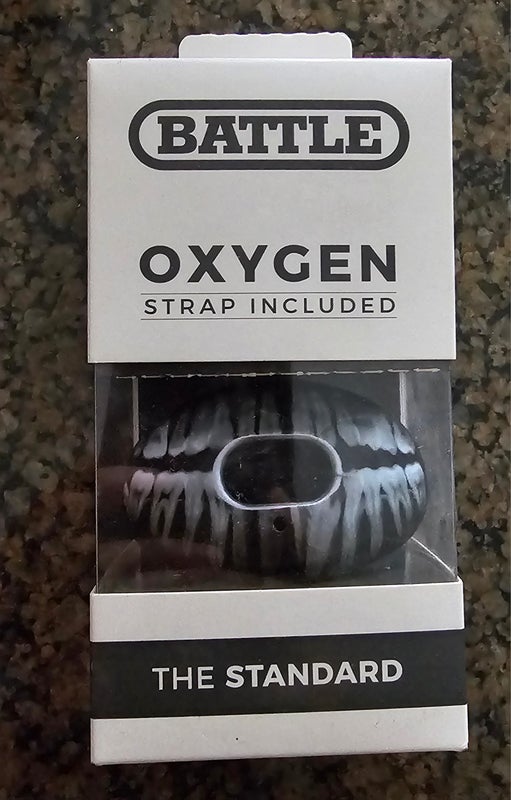 BATTLE
OXYGEN
STRAP INCLUDED
THE STANDARD